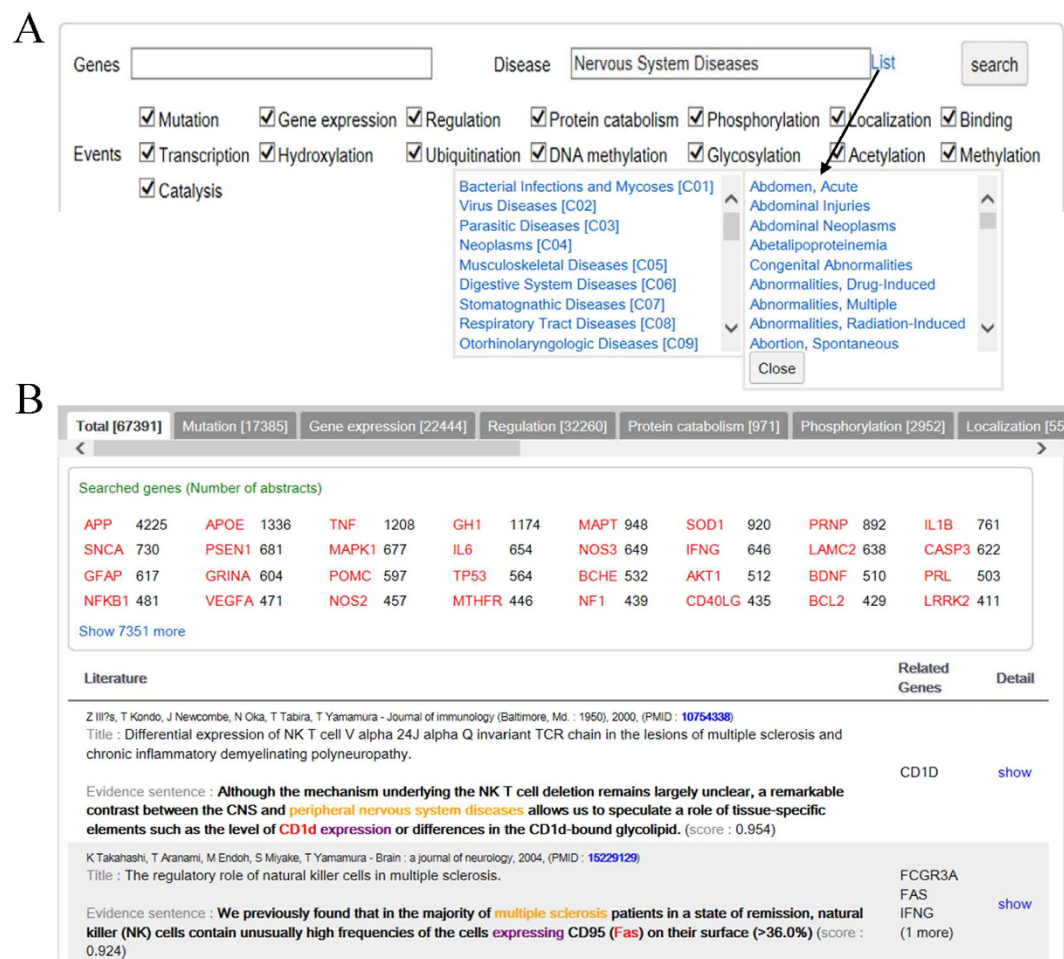 A
Genes Disease Nervous System Diseases List search
Mutation Gene expression Regulation Protein catabolism Phosphorylation Localization Binding
Events Transcription Hydroxylation Ubiquitination DNA methylation Glycosylation Acetylation Methylation
Catalysis
Bacterial Infections and Mycoses [C01] Abdomen, Acute
Virus Diseases [C02] Abdominal Injuries
Parasitic Diseases [C03] Abdominal Neoplasms
Neoplasms [C04] Abetalipoproteinemia
Musculoskeletal Diseases [C05] Congenital Abnormalities
Digestive System Diseases [C06] Abnormalities, Drug-Induced
Stomatognathic Diseases [C07] Abnormalities, Multiple
Respiratory Tract Diseases [C08] Abnormalities, Radiation-Induced
Otorhinolaryngologic Diseases [C09] Abortion, Spontaneous
Close
B
Total [67391] Mutation [17385] Gene expression [22444] Regulation [32260] Protein catabolism [971] Phosphorylation [2952] Localization [55
Searched genes (Number of abstracts)
APP 4225 APOE 1336 TNF 1208 GH1 1174 MAPT 948 SOD1 920 PRNP 892 IL1B 761
SNCA 730 PSEN1 681 MAPK1 677 IL6 654 NOS3 649 IFNG 646 LAMC2 638 CASP3 622
GFAP 617 GRINA 604 POMC 597 TP53 564 BCHE 532 AKT1 512 BDNF 510 PRL 503
NFKB1 481 VEGFA 471 NOS2 457 MTHFR 446 NF1 439 CD40LG 435 BCL2 429 LRRK2 411
Show 7351 more
Literature Related Genes Detail
Z Ill?s, T Kondo, J Newcombe, N Oka, T Tabira, T Yamamura - Journal of immunology (Baltimore, Md. : 1950), 2000, (PMID : 10754338)
Title : Differential expression of NK T cell V alpha 24J alpha Q invariant TCR chain in the lesions of multiple sclerosis and
chronic inflammatory demyelinating polyneuropathy.
CD1D show
Evidence sentence : Although the mechanism underlying the NK T cell deletion remains largely unclear, a remarkable
contrast between the CNS and peripheral nervous system diseases allows us to speculate a role of tissue-specific
elements such as the level of CD1d expression or differences in the CD1d-bound glycolipid. (score : 0.954)
K Takahashi, T Aranami, M Endoh, S Miyake, T Yamamura - Brain : a journal of neurology, 2004, (PMID : 15229129)
Title : The regulatory role of natural killer cells in multiple sclerosis.
FCGR3A
FAS
IFNG
(1 more)
show
Evidence sentence : We previously found that in the majority of multiple sclerosis patients in a state of remission, natural
killer (NK) cells contain unusually high frequencies of the cells expressing CD95 (Fas) on their surface (>36.0%) (score :
0.924)